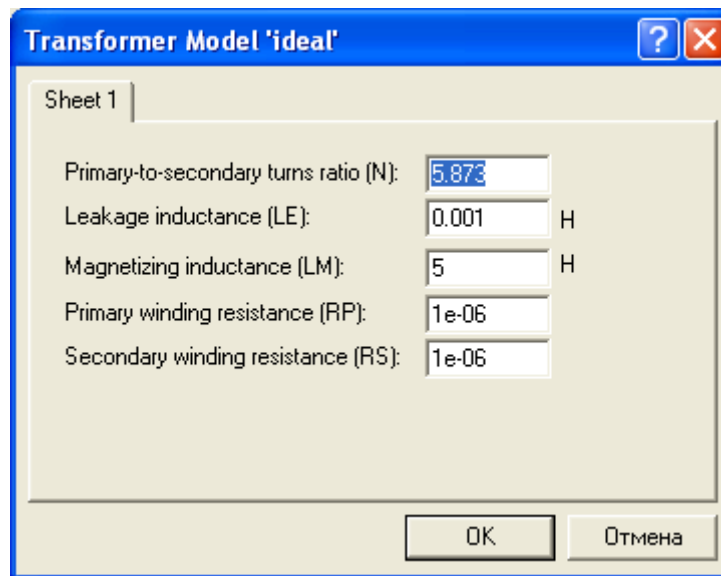 Transformer Model 'ideal'
?
Sheet 1
Primary-to-secondary turns ratio (N): 5.873
Leakage inductance (LE): 0.001 H
Magnetizing inductance (LM): 5 H
Primary winding resistance (RP): 1e-06
Secondary winding resistance (RS): 1e-06
OK Отмена